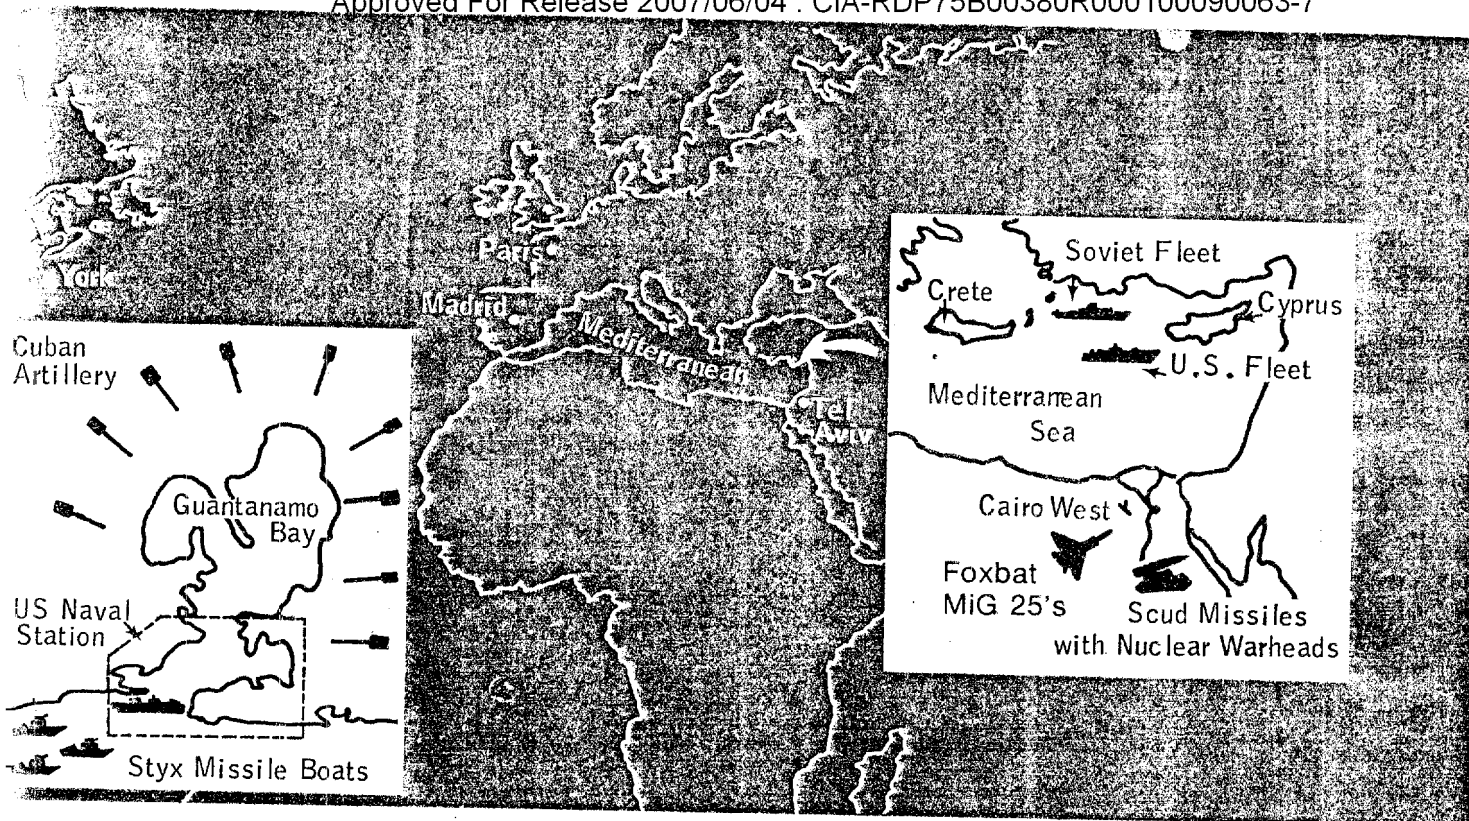 Approved For Release 2007/06/04 : CIA-RDP75B00380R000100090063-7
York
Paris
Madrid
Mediterranean
Tel
Aviv
Cuban
Artillery
Guantanamo
Bay
US Naval
Station
Styx Missile Boats
Soviet Fleet
Crete
Cyprus
U.S. Fleet
Mediterranean
Sea
Cairo West
Foxbat
MiG 25's
Scud Missiles
with Nuclear Warheads